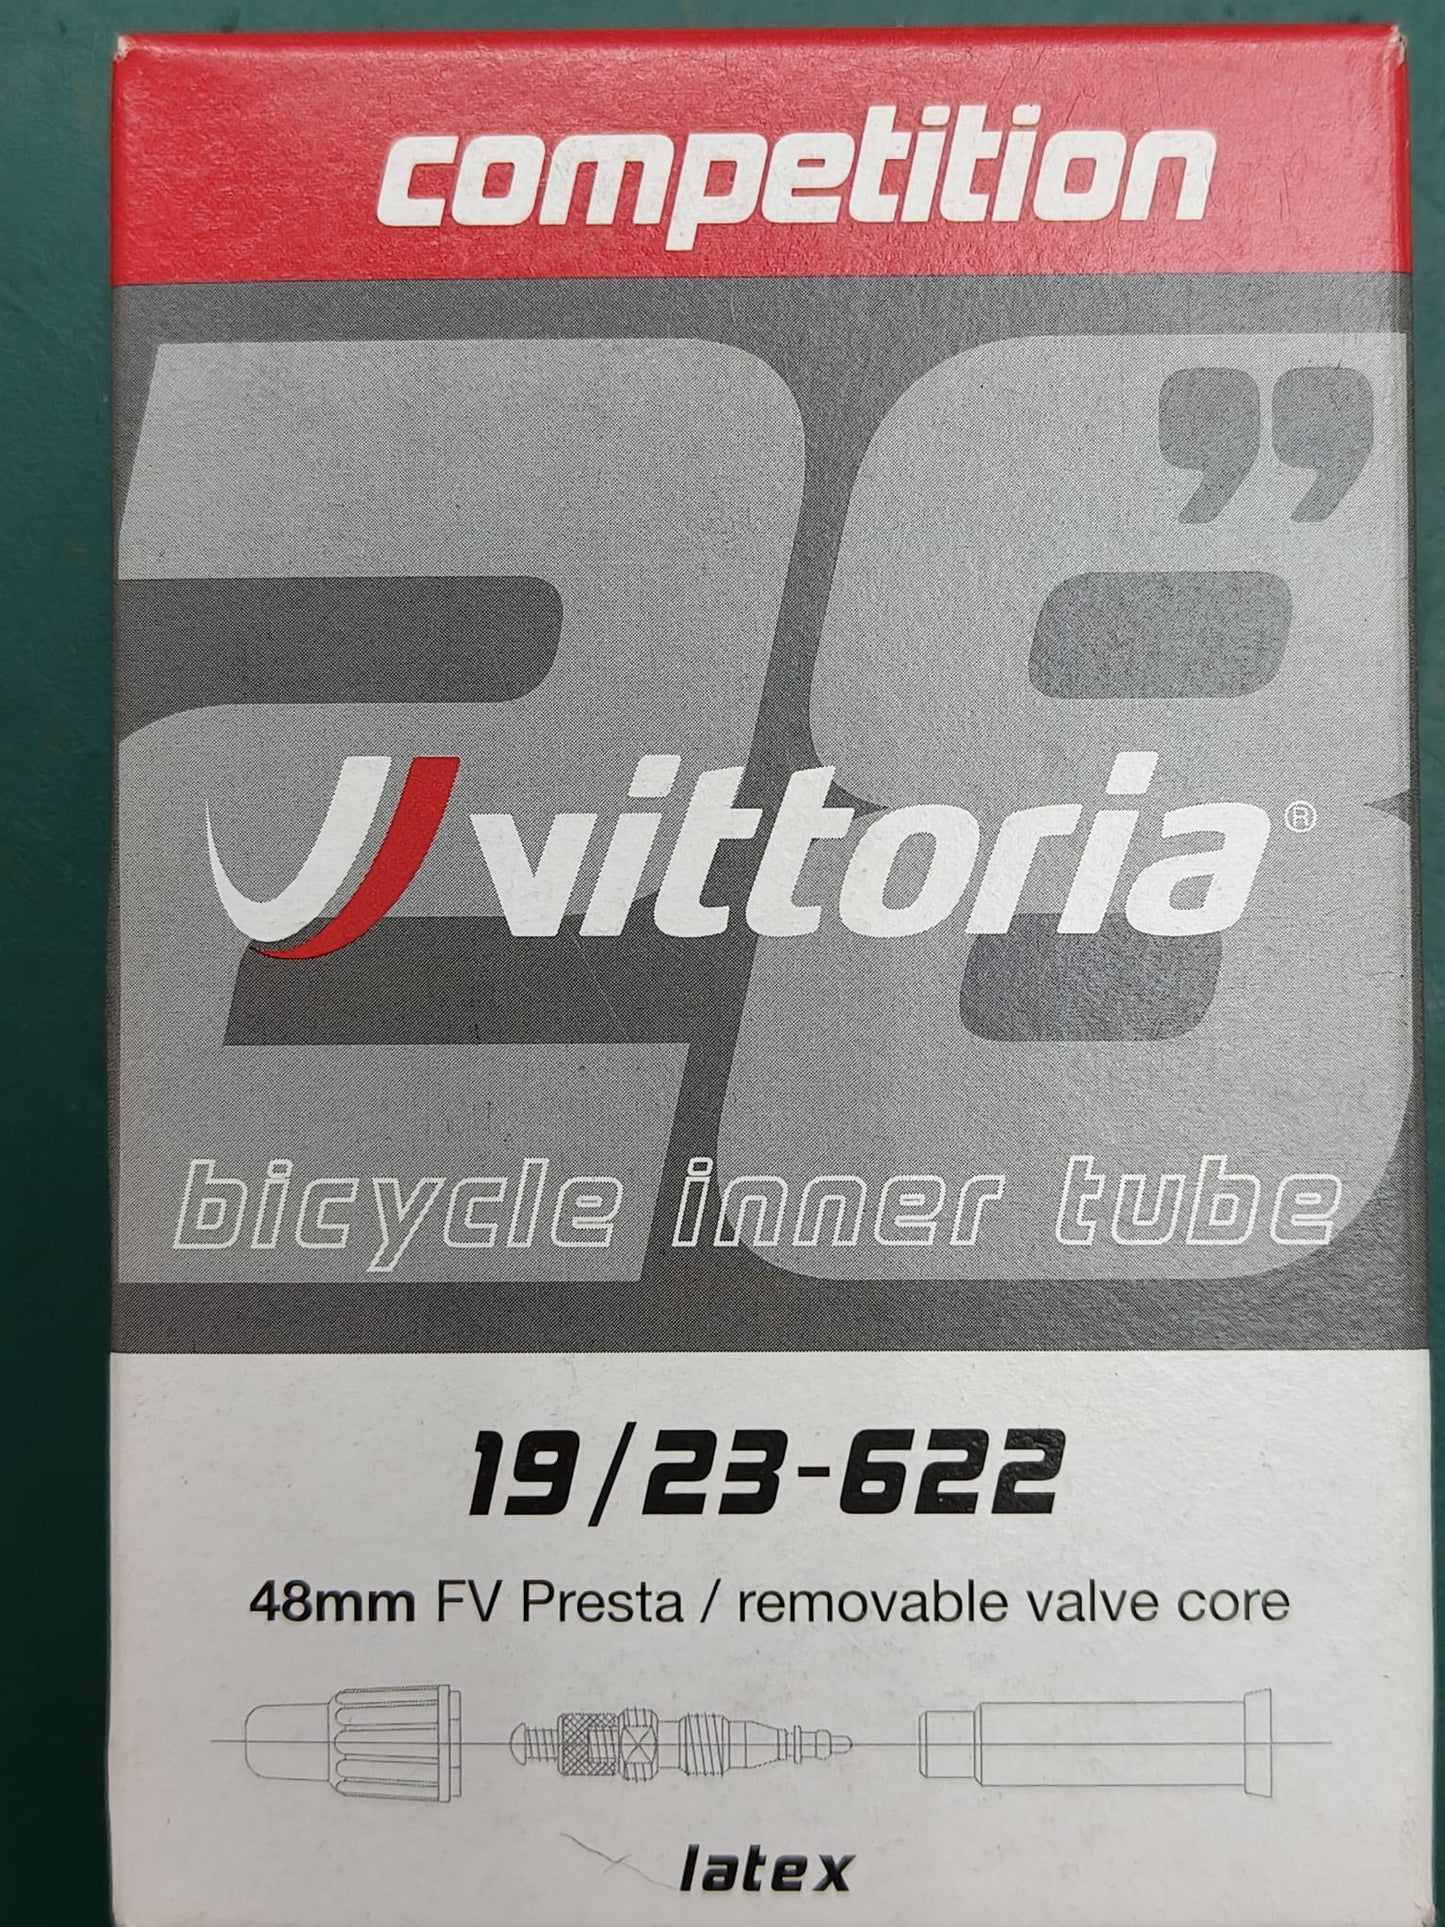 competition
28”
vittoria®
bicycle inner tube
19/23-622
48mm FV Presta / removable valve core
latex